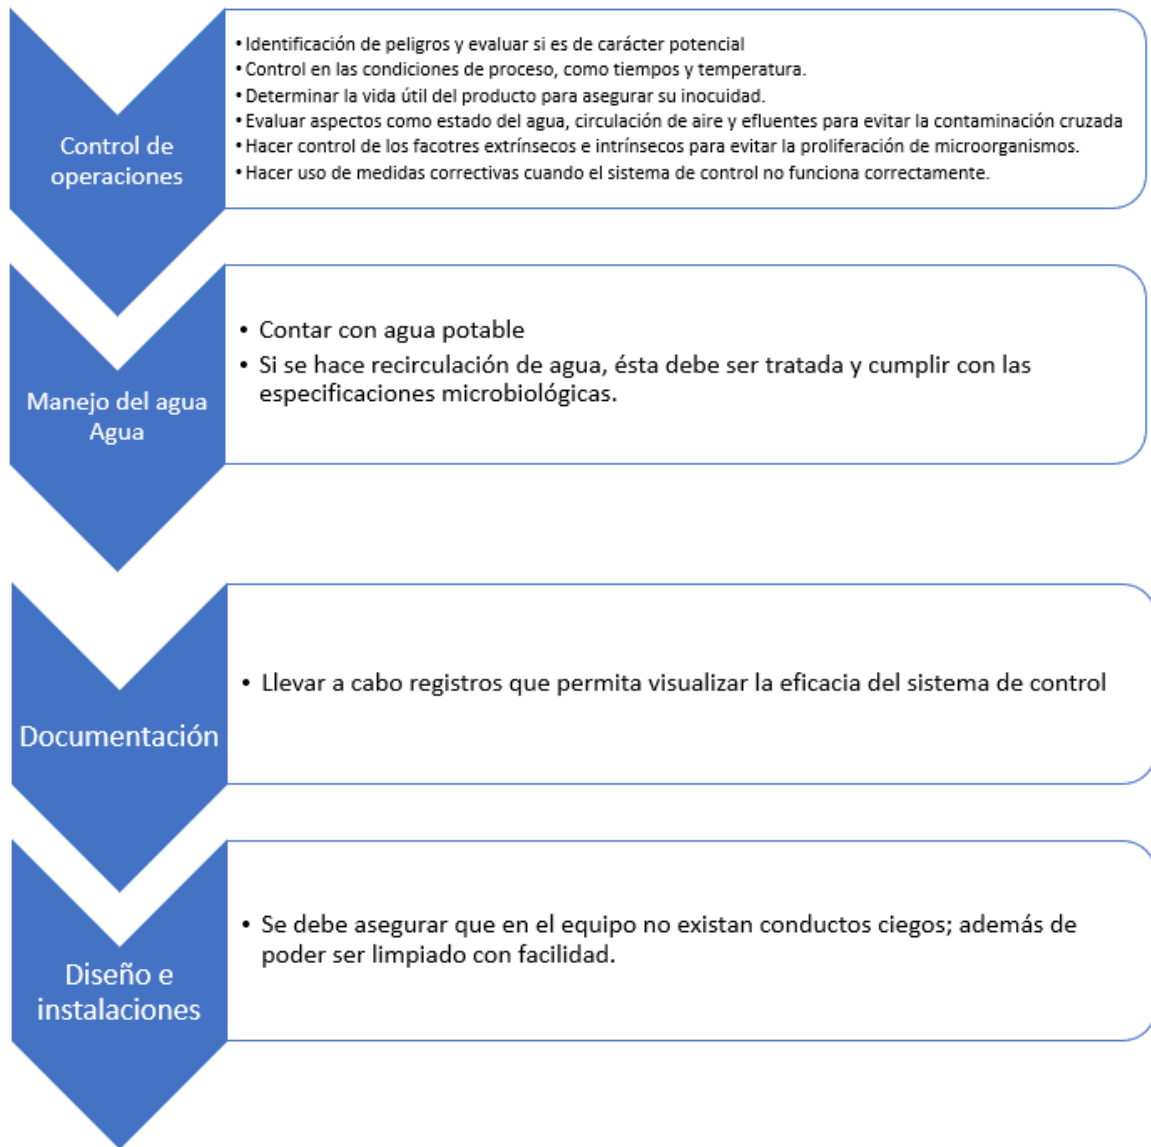 • Identificación de peligros y evaluar si es de carácter potencial
• Control en las condiciones de proceso, como tiempos y temperatura.
• Determinar la vida útil del producto para asegurar su inocuidad.
• Evaluar aspectos como estado del agua, circulación de aire y efluentes para evitar la contaminación cruzada
• Hacer control de los facotres extrínsecos e intrínsecos para evitar la proliferación de microorganismos.
• Hacer uso de medidas correctivas cuando el sistema de control no funciona correctamente.
Control de
operaciones
• Contar con agua potable
• Si se hace recirculación de agua, ésta debe ser tratada y cumplir con las
especificaciones microbiológicas.
Manejo del agua
Agua
• Llevar a cabo registros que permita visualizar la eficacia del sistema de control
Documentación
• Se debe asegurar que en el equipo no existan conductos ciegos; además de
poder ser limpiado con facilidad.
Diseño e
instalaciones